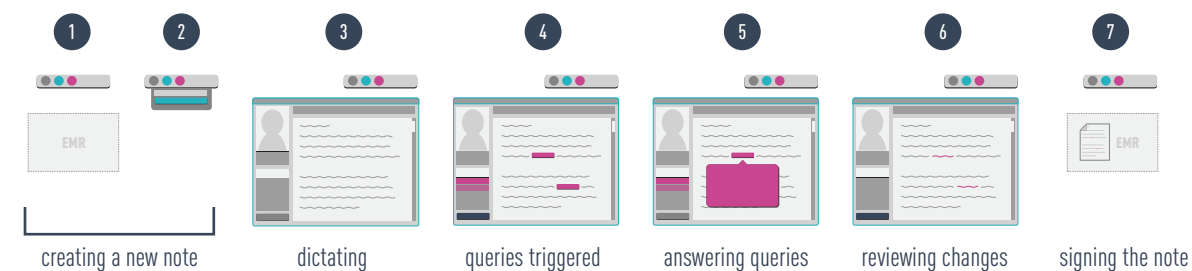 1 2 3 4 5 6 7
EMR
EMR
creating a new note dictating queries triggered answering queries reviewing changes signing the note